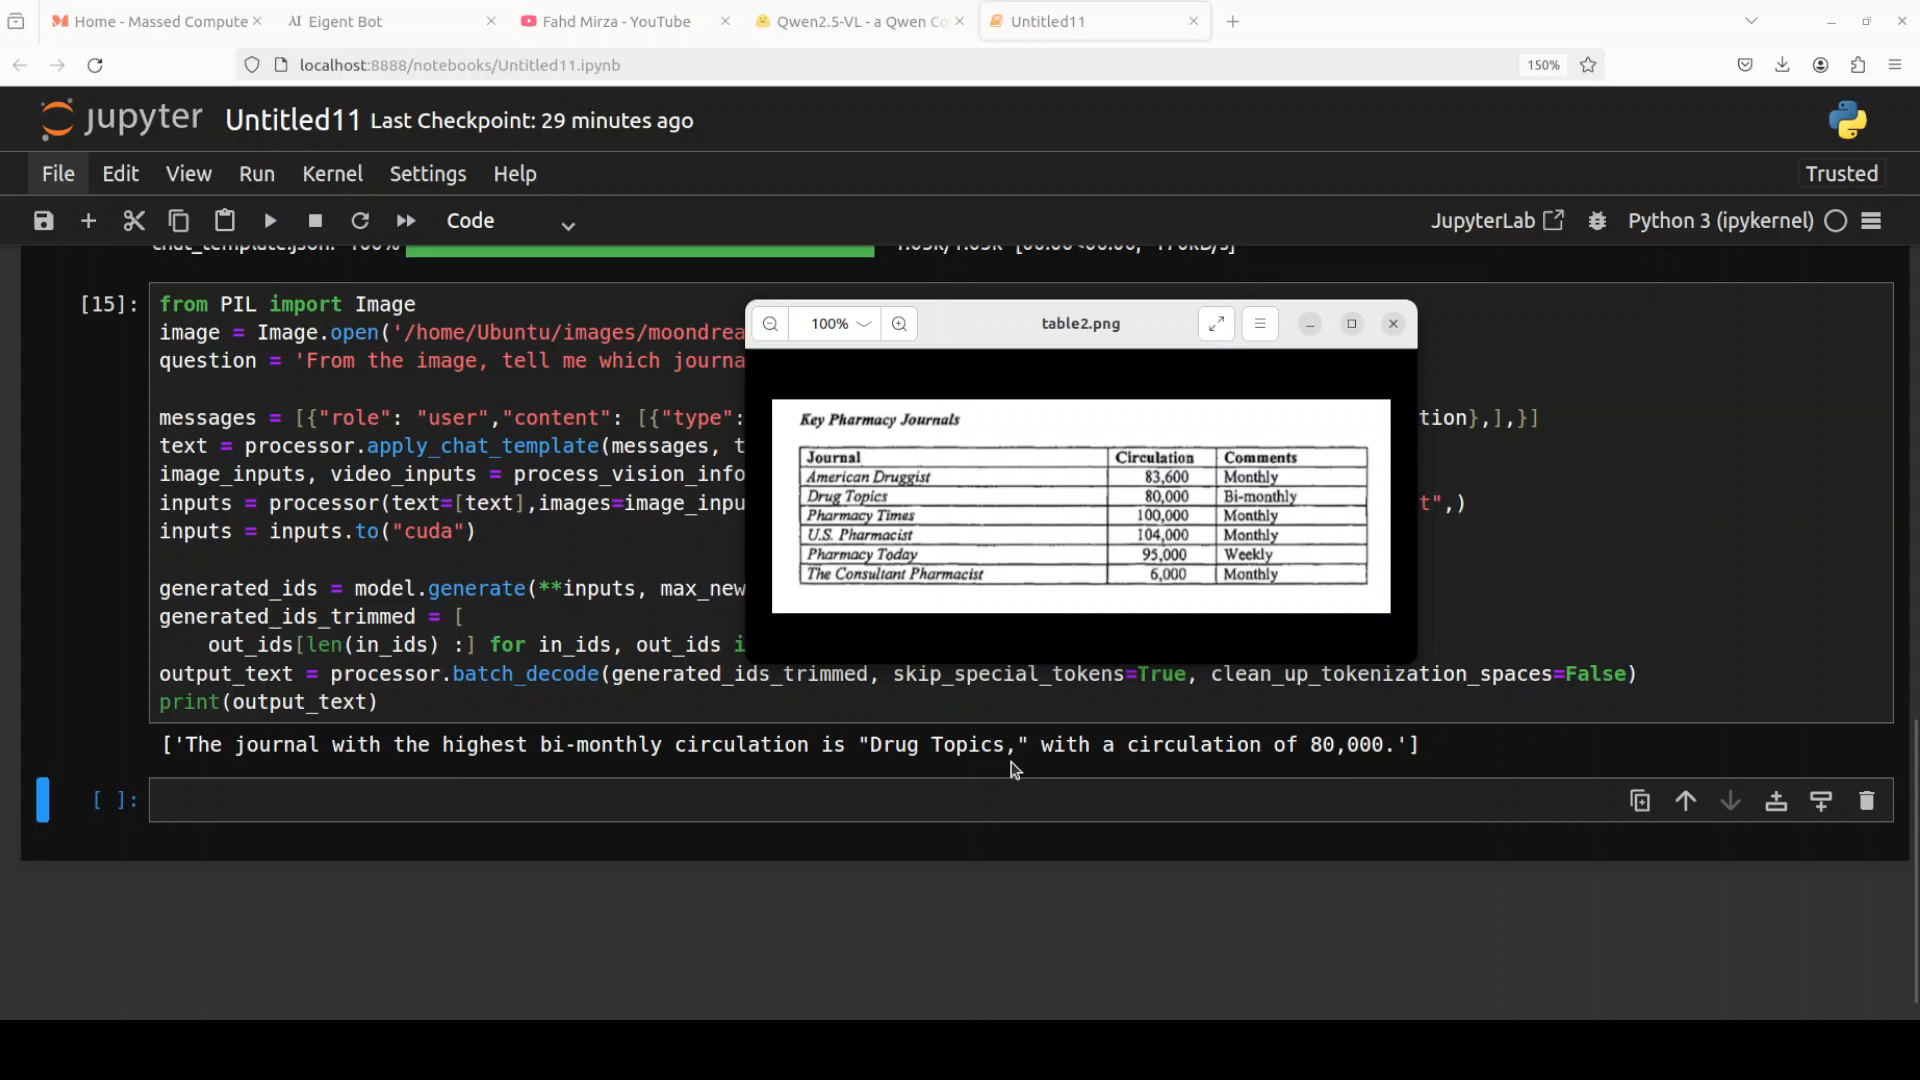 Home - Massed Compute
AI Eigent Bot
Fahd Mirza - YouTube
Qwen2.5-VL - a Qwen Co
Untitled11
localhost:8888/notebooks/Untitled11.ipynb
150%
jupyter Untitled11 Last Checkpoint: 29 minutes ago
File Edit View Run Kernel Settings Help
Trusted
Code
JupyterLab
Python 3 (ipykernel)
chat_template.json: 100%
[15]:
from PIL import Image
image = Image.open('/home/Ubuntu/images/moondrea
question = 'From the image, tell me which journa
messages = [{"role": "user","content": [{"type": tion},],}]
text = processor.apply_chat_template(messages, t
image_inputs, video_inputs = process_vision_info
inputs = processor(text=[text],images=image_inpu t",)
inputs = inputs.to("cuda")
generated_ids = model.generate(**inputs, max_new
generated_ids_trimmed = [
out_ids[len(in_ids) :] for in_ids, out_ids i
output_text = processor.batch_decode(generated_ids_trimmed, skip_special_tokens=True, clean_up_tokenization_spaces=False)
print(output_text)
100%
table2.png
Key Pharmacy Journals
Journal Circulation Comments
American Druggist 83,600 Monthly
Drug Topics 80,000 Bi-monthly
Pharmacy Times 100,000 Monthly
U.S. Pharmacist 104,000 Monthly
Pharmacy Today 95,000 Weekly
The Consultant Pharmacist 6,000 Monthly
['The journal with the highest bi-monthly circulation is "Drug Topics," with a circulation of 80,000.']
[ ]: